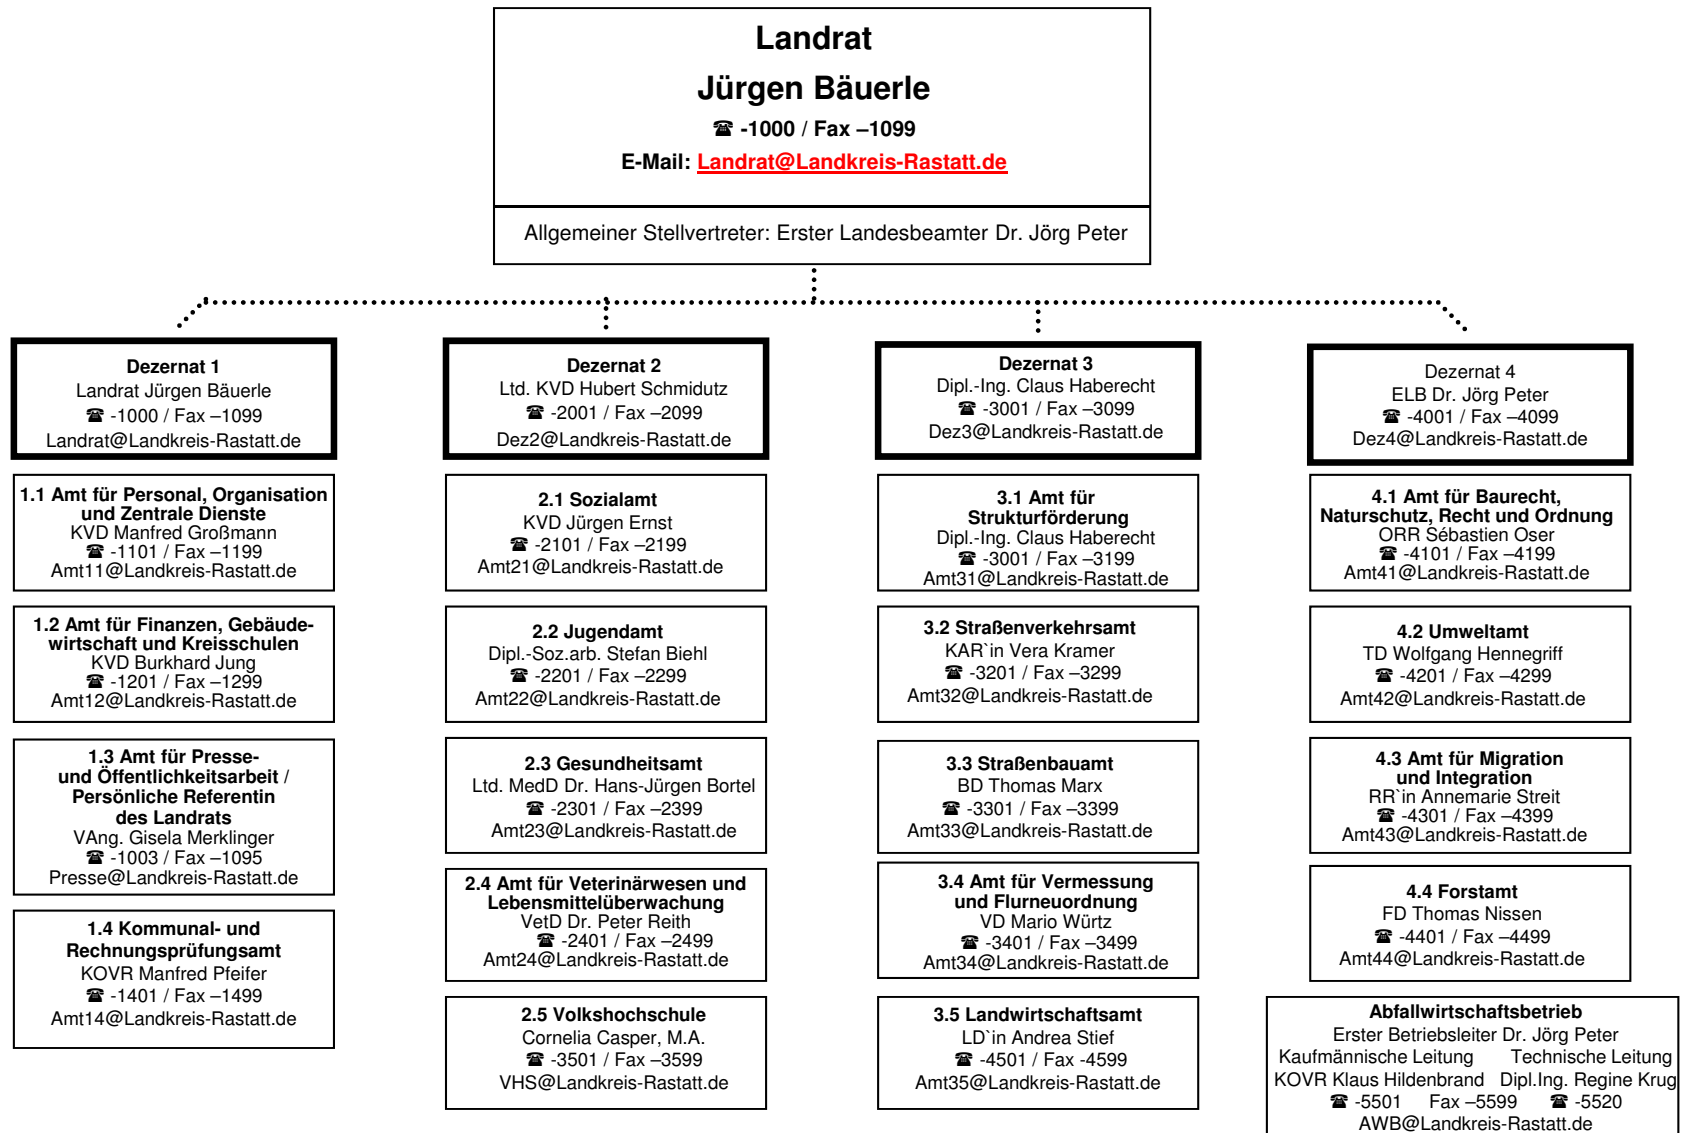 Landrat
Jürgen Bäuerle
☎ -1000 / Fax –1099
E-Mail: Landrat@Landkreis-Rastatt.de
Allgemeiner Stellvertreter: Erster Landesbeamter Dr. Jörg Peter
Dezernat 1
Landrat Jürgen Bäuerle
☎ -1000 / Fax –1099
Landrat@Landkreis-Rastatt.de
1.1 Amt für Personal, Organisation
und Zentrale Dienste
KVD Manfred Großmann
☎ -1101 / Fax –1199
Amt11@Landkreis-Rastatt.de
1.2 Amt für Finanzen, Gebäude-
wirtschaft und Kreisschulen
KVD Burkhard Jung
☎ -1201 / Fax –1299
Amt12@Landkreis-Rastatt.de
1.3 Amt für Presse-
und Öffentlichkeitsarbeit /
Persönliche Referentin
des Landrats
VAng. Gisela Merklinger
☎ -1003 / Fax –1095
Presse@Landkreis-Rastatt.de
1.4 Kommunal- und
Rechnungsprüfungsamt
KOVR Manfred Pfeifer
☎ -1401 / Fax –1499
Amt14@Landkreis-Rastatt.de
Dezernat 2
Ltd. KVD Hubert Schmidutz
☎ -2001 / Fax –2099
Dez2@Landkreis-Rastatt.de
2.1 Sozialamt
KVD Jürgen Ernst
☎ -2101 / Fax –2199
Amt21@Landkreis-Rastatt.de
2.2 Jugendamt
Dipl.-Soz.arb. Stefan Biehl
☎ -2201 / Fax –2299
Amt22@Landkreis-Rastatt.de
2.3 Gesundheitsamt
Ltd. MedD Dr. Hans-Jürgen Bortel
☎ -2301 / Fax –2399
Amt23@Landkreis-Rastatt.de
2.4 Amt für Veterinärwesen und
Lebensmittelüberwachung
VetD Dr. Peter Reith
☎ -2401 / Fax –2499
Amt24@Landkreis-Rastatt.de
2.5 Volkshochschule
Cornelia Casper, M.A.
☎ -3501 / Fax –3599
VHS@Landkreis-Rastatt.de
Dezernat 3
Dipl.-Ing. Claus Haberecht
☎ -3001 / Fax –3099
Dez3@Landkreis-Rastatt.de
3.1 Amt für
Strukturförderung
Dipl.-Ing. Claus Haberecht
☎ -3001 / Fax –3199
Amt31@Landkreis-Rastatt.de
3.2 Straßenverkehrsamt
KAR`in Vera Kramer
☎ -3201 / Fax –3299
Amt32@Landkreis-Rastatt.de
3.3 Straßenbauamt
BD Thomas Marx
☎ -3301 / Fax –3399
Amt33@Landkreis-Rastatt.de
3.4 Amt für Vermessung
und Flurneuordnung
VD Mario Würtz
☎ -3401 / Fax –3499
Amt34@Landkreis-Rastatt.de
3.5 Landwirtschaftsamt
LD`in Andrea Stief
☎ -4501 / Fax -4599
Amt35@Landkreis-Rastatt.de
Dezernat 4
ELB Dr. Jörg Peter
☎ -4001 / Fax –4099
Dez4@Landkreis-Rastatt.de
4.1 Amt für Baurecht,
Naturschutz, Recht und Ordnung
ORR Sébastien Oser
☎ -4101 / Fax –4199
Amt41@Landkreis-Rastatt.de
4.2 Umweltamt
TD Wolfgang Hennegriff
☎ -4201 / Fax –4299
Amt42@Landkreis-Rastatt.de
4.3 Amt für Migration
und Integration
RR`in Annemarie Streit
☎ -4301 / Fax –4399
Amt43@Landkreis-Rastatt.de
4.4 Forstamt
FD Thomas Nissen
☎ -4401 / Fax –4499
Amt44@Landkreis-Rastatt.de
Abfallwirtschaftsbetrieb
Erster Betriebsleiter Dr. Jörg Peter
Kaufmännische Leitung Technische Leitung
KOVR Klaus Hildenbrand Dipl.Ing. Regine Krug
☎ -5501 Fax –5599 ☎ -5520
AWB@Landkreis-Rastatt.de